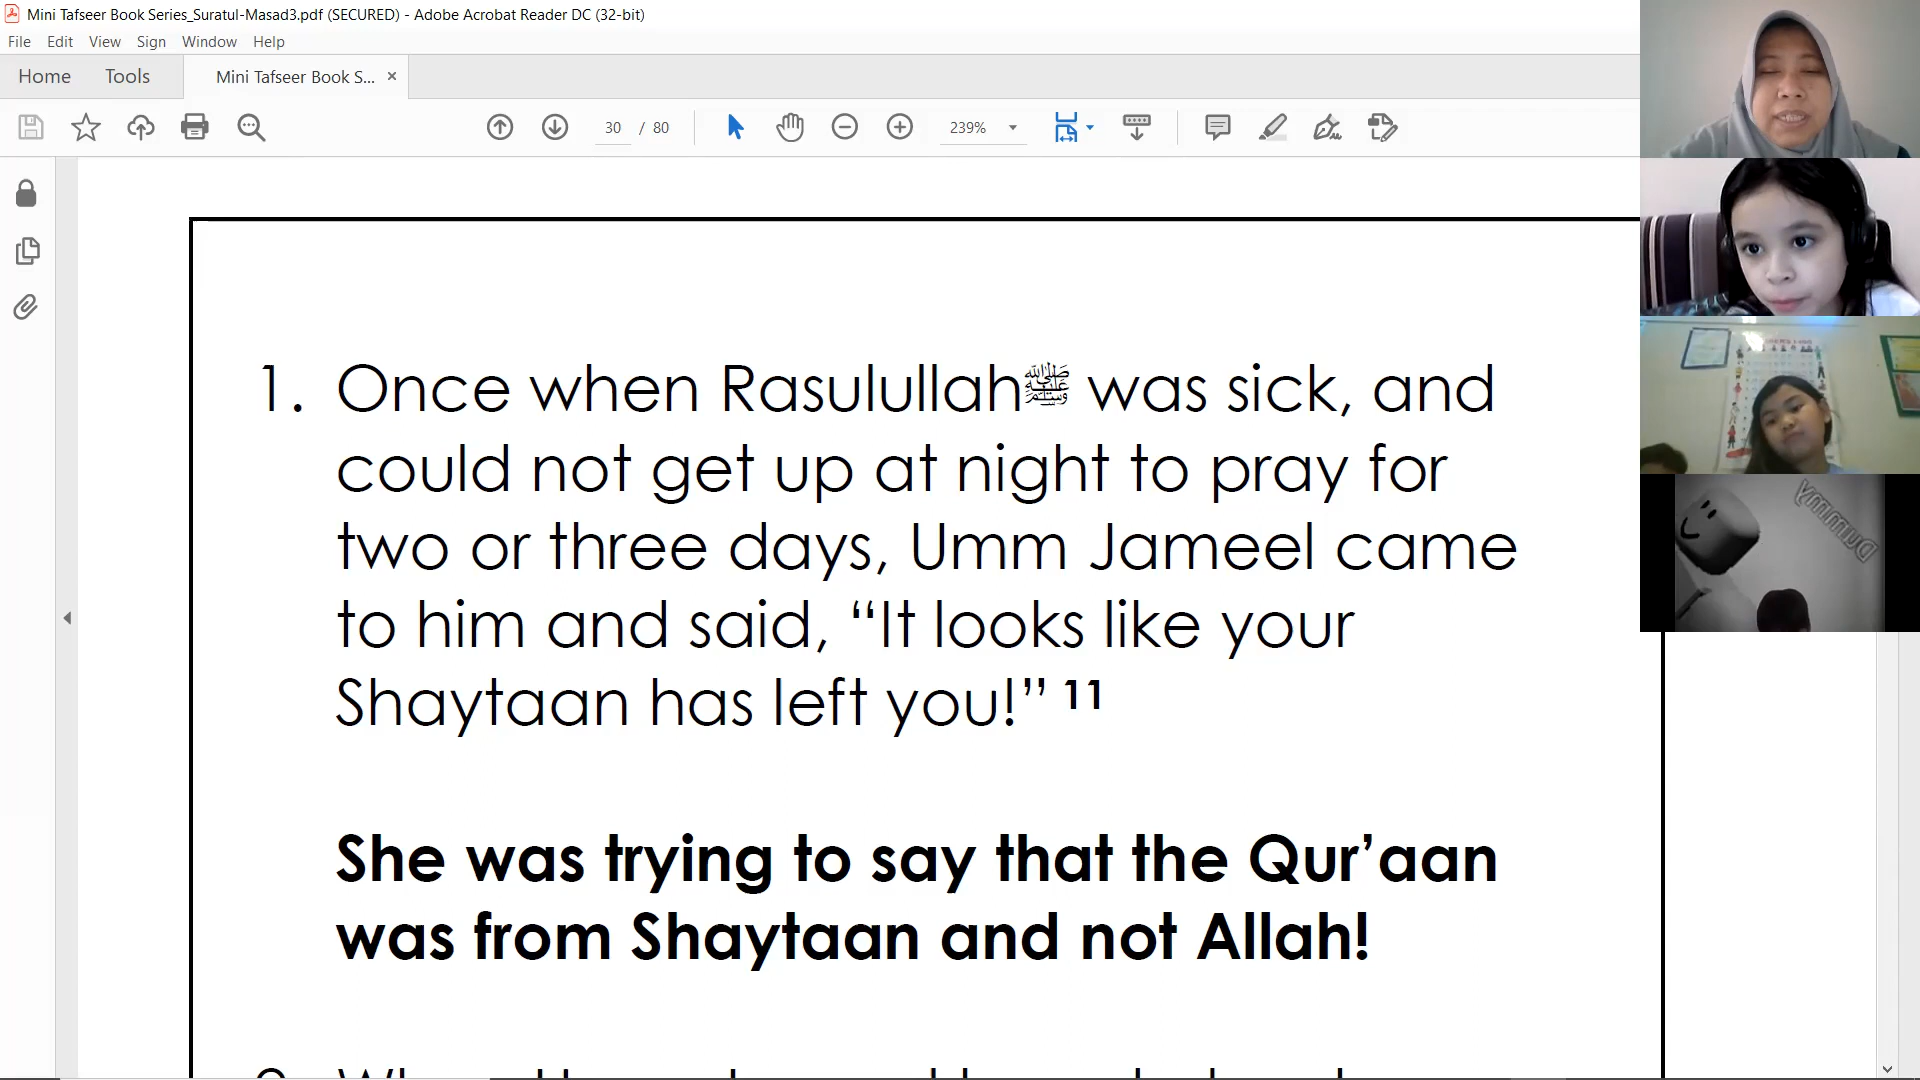 Mini Tafseer Book Series_Suratul-Masad3.pdf (SECURED) - Adobe Acrobat Reader DC (32-bit)
File Edit View Sign Window Help
Home Tools Mini Tafseer Book S... ×
30 / 80 239%
1. Once when Rasulullahﷺ was sick, and
could not get up at night to pray for
two or three days, Umm Jameel came
to him and said, “It looks like your
Shaytaan has left you!” 11
She was trying to say that the Qur’aan
was from Shaytaan and not Allah!
Dummy